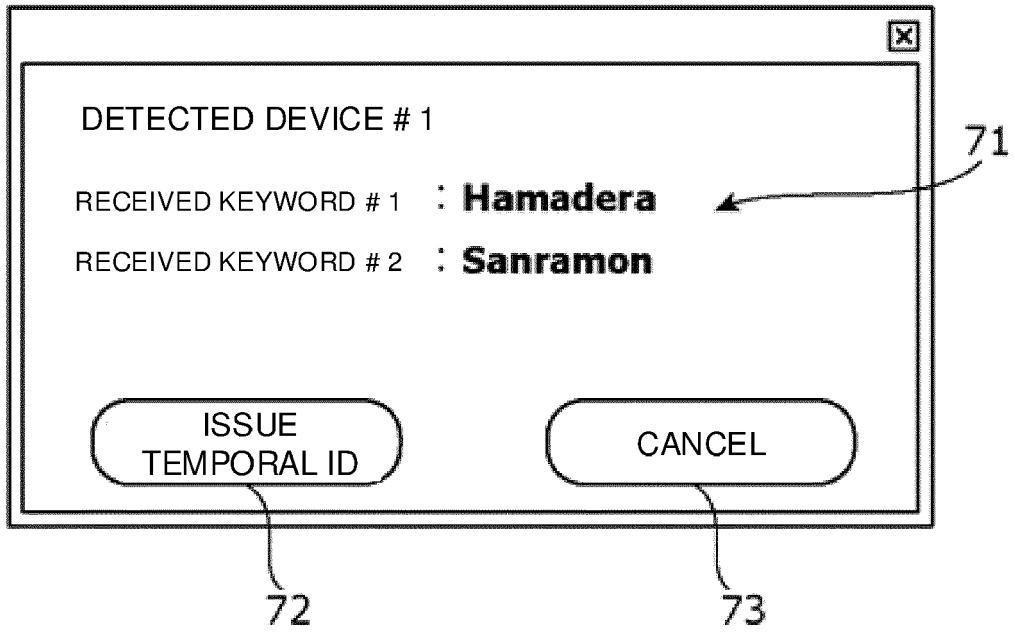 DETECTED DEVICE # 1
71
RECEIVED KEYWORD # 1 : Hamadera
RECEIVED KEYWORD # 2 : Sanramon
ISSUE
TEMPORAL ID
CANCEL
72
73